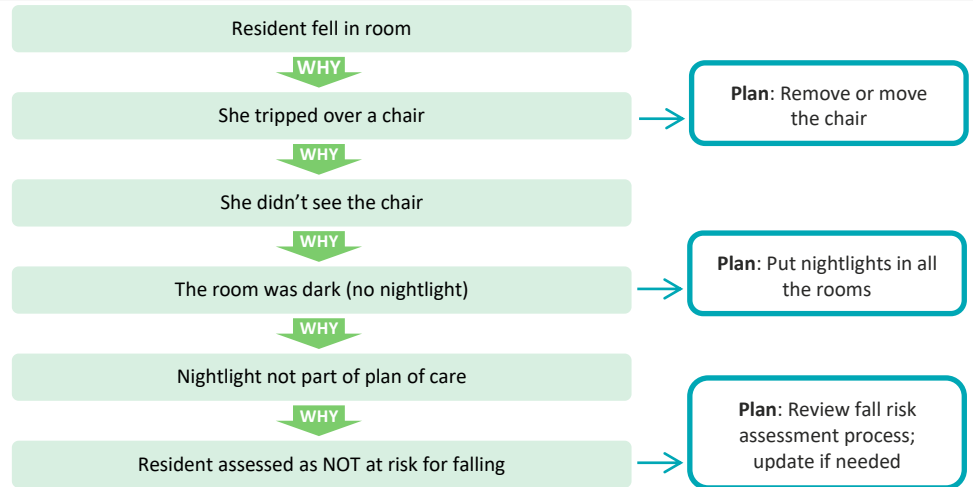 Resident fell in room
WHY
She tripped over a chair
Plan: Remove or move
the chair
WHY
She didn’t see the chair
WHY
The room was dark (no nightlight)
Plan: Put nightlights in all
the rooms
WHY
Nightlight not part of plan of care
WHY
Resident assessed as NOT at risk for falling
Plan: Review fall risk
assessment process;
update if needed